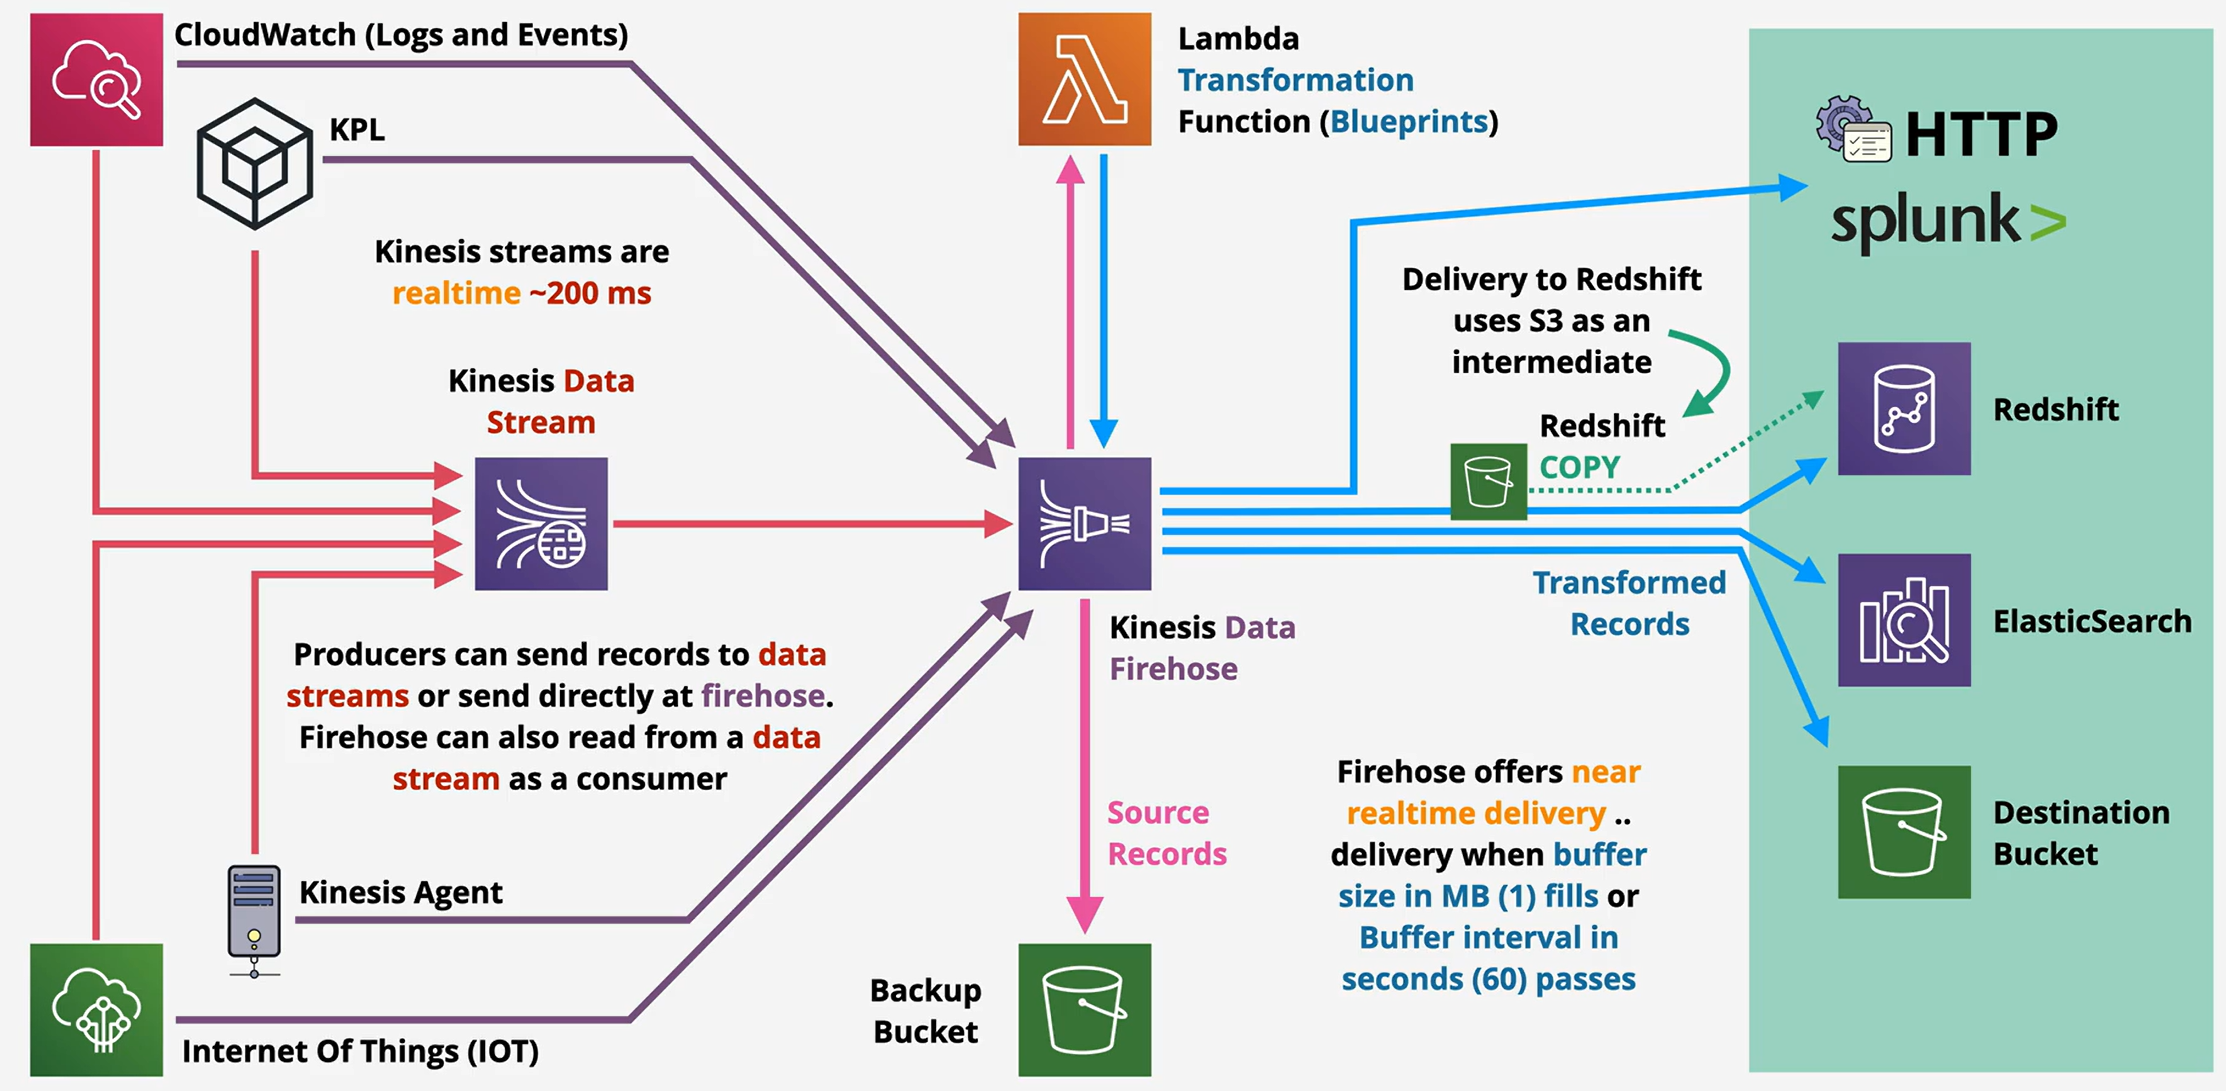 CloudWatch (Logs and Events)
KPL
Kinesis streams are
realtime ~200 ms
Kinesis Data
Stream
Producers can send records to data
streams or send directly at firehose.
Firehose can also read from a data
stream as a consumer
Kinesis Agent
Internet Of Things (IOT)
Lambda
Transformation
Function (Blueprints)
Kinesis Data
Firehose
Source
Records
Backup
Bucket
Delivery to Redshift
uses S3 as an
intermediate
Redshift
COPY
Transformed
Records
Firehose offers near
realtime delivery ..
delivery when buffer
size in MB (1) fills or
Buffer interval in
seconds (60) passes
HTTP
splunk>
Redshift
ElasticSearch
Destination
Bucket